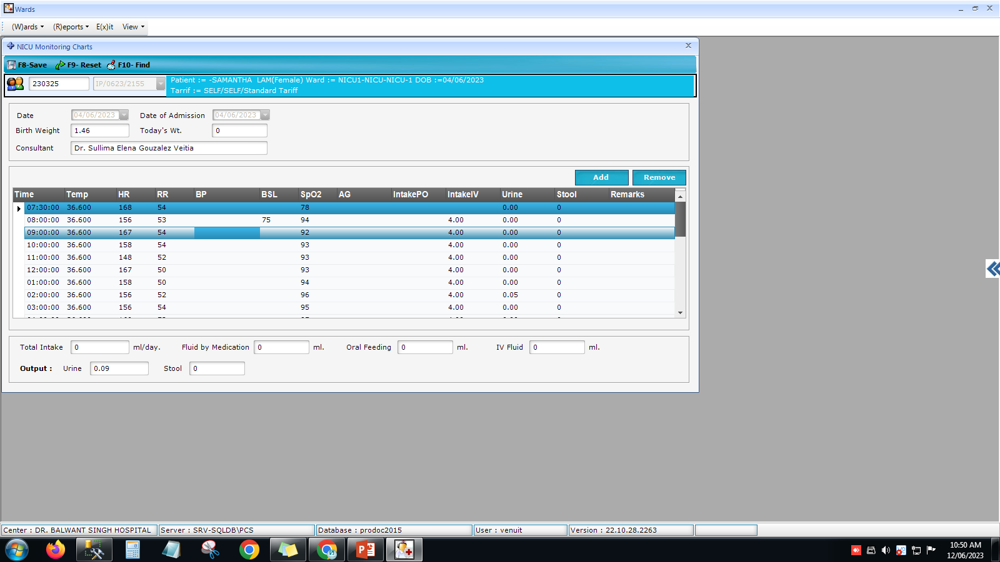 Wards
(W)ards (R)eports E(x)it View
NICU Monitoring Charts
F8-Save F9- Reset F10- Find
230325 IP/0623/2155 Patient := -SAMANTHA LAM(Female) Ward := NICU1-NICU-NICU-1 DOB :=04/06/2023
Tarrif := SELF/SELF/Standard Tariff
Date 04/06/2023 Date of Admission 04/06/2023
Birth Weight 1.46 Today's Wt. 0
Consultant Dr. Sullima Elena Gouzalez Veitia
Add Remove
Time Temp HR RR BP BSL SpO2 AG IntakePO IntakeIV Urine Stool Remarks
07:30:00 36.600 168 54 78 0.00 0
08:00:00 36.600 156 53 75 94 4.00 0.00 0
09:00:00 36.600 167 54 92 4.00 0.00 0
10:00:00 36.600 158 54 93 4.00 0.00 0
11:00:00 36.600 148 52 93 4.00 0.00 0
12:00:00 36.600 167 50 93 4.00 0.00 0
01:00:00 36.600 158 50 94 4.00 0.00 0
02:00:00 36.600 156 52 96 4.00 0.05 0
03:00:00 36.600 156 54 95 4.00 0.00 0
Total Intake 0 ml/day. Fluid by Medication 0 ml. Oral Feeding 0 ml. IV Fluid 0 ml.
Output : Urine 0.09 Stool 0
Center : DR. BALWANT SINGH HOSPITAL Server : SRV-SQLDB\PCS Database : prodoc2015 User : venuit Version : 22.10.28.2263
10:50 AM
12/06/2023